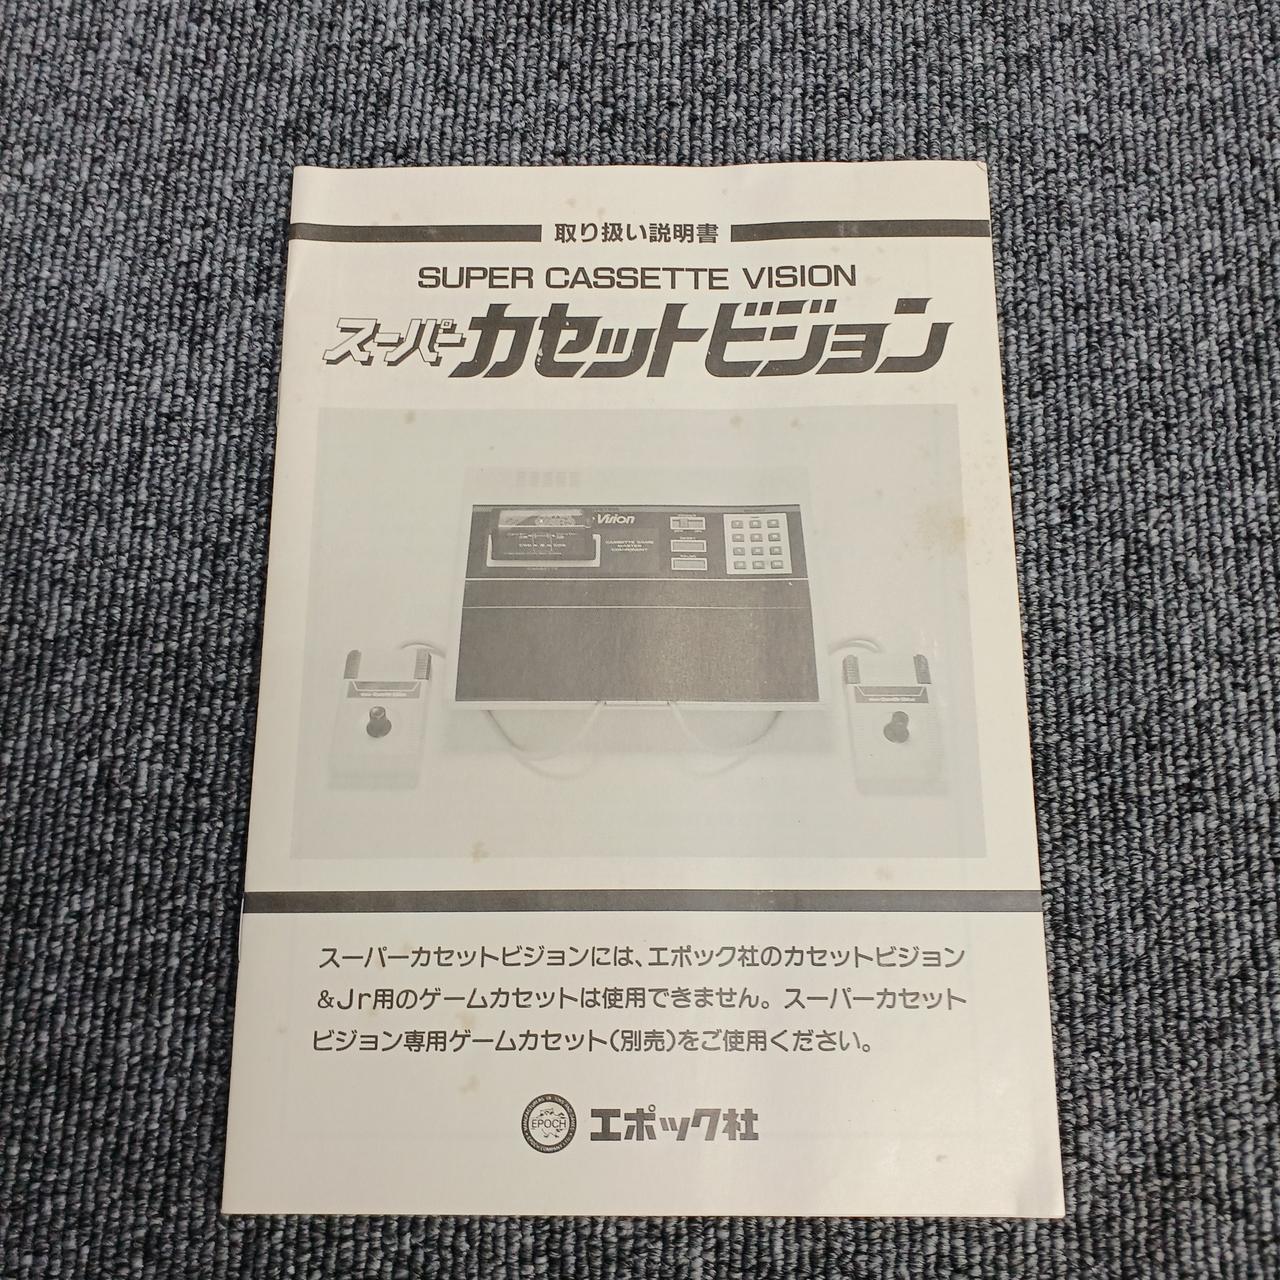 取り扱い説明書
SUPER CASSETTE VISION
スーパーカセットビジョン
Vision
CASSETTE GAME
MASTER
COMPONENT
スーパーカセットビジョンには、エポック社のカセットビジョン
&Jr用のゲームカセットは使用できません。スーパーカセット
ビジョン専用ゲームカセット(別売)をご使用ください。
EPOCH
エポック社